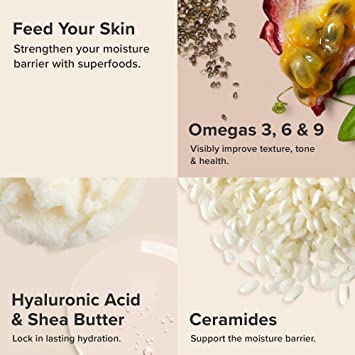 Feed Your Skin
Strengthen your moisture
barrier with superfoods.
Omegas 3, 6 & 9
Visibly improve texture, tone
& health.
Hyaluronic Acid
& Shea Butter
Lock in lasting hydration.
Ceramides
Support the moisture barrier.